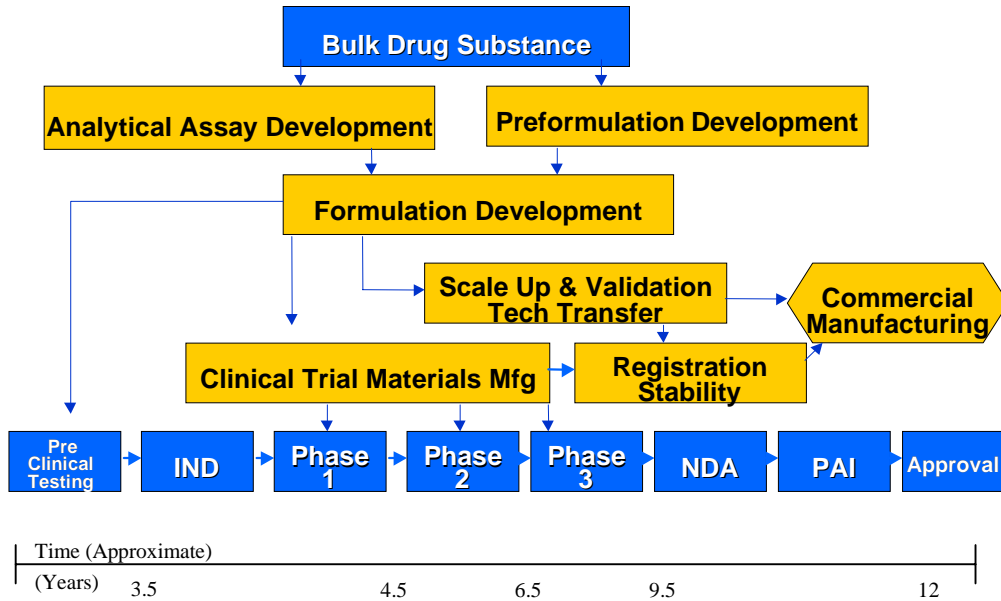 Bulk Drug Substance
Analytical Assay Development
Preformulation Development
Formulation Development
Scale Up & Validation
Tech Transfer
Commercial
Manufacturing
Clinical Trial Materials Mfg
Registration
Stability
Pre
Clinical
Testing
IND
Phase
1
Phase
2
Phase
3
NDA
PAI
Approval
Time (Approximate)
(Years)
3.5
4.5
6.5
9.5
12